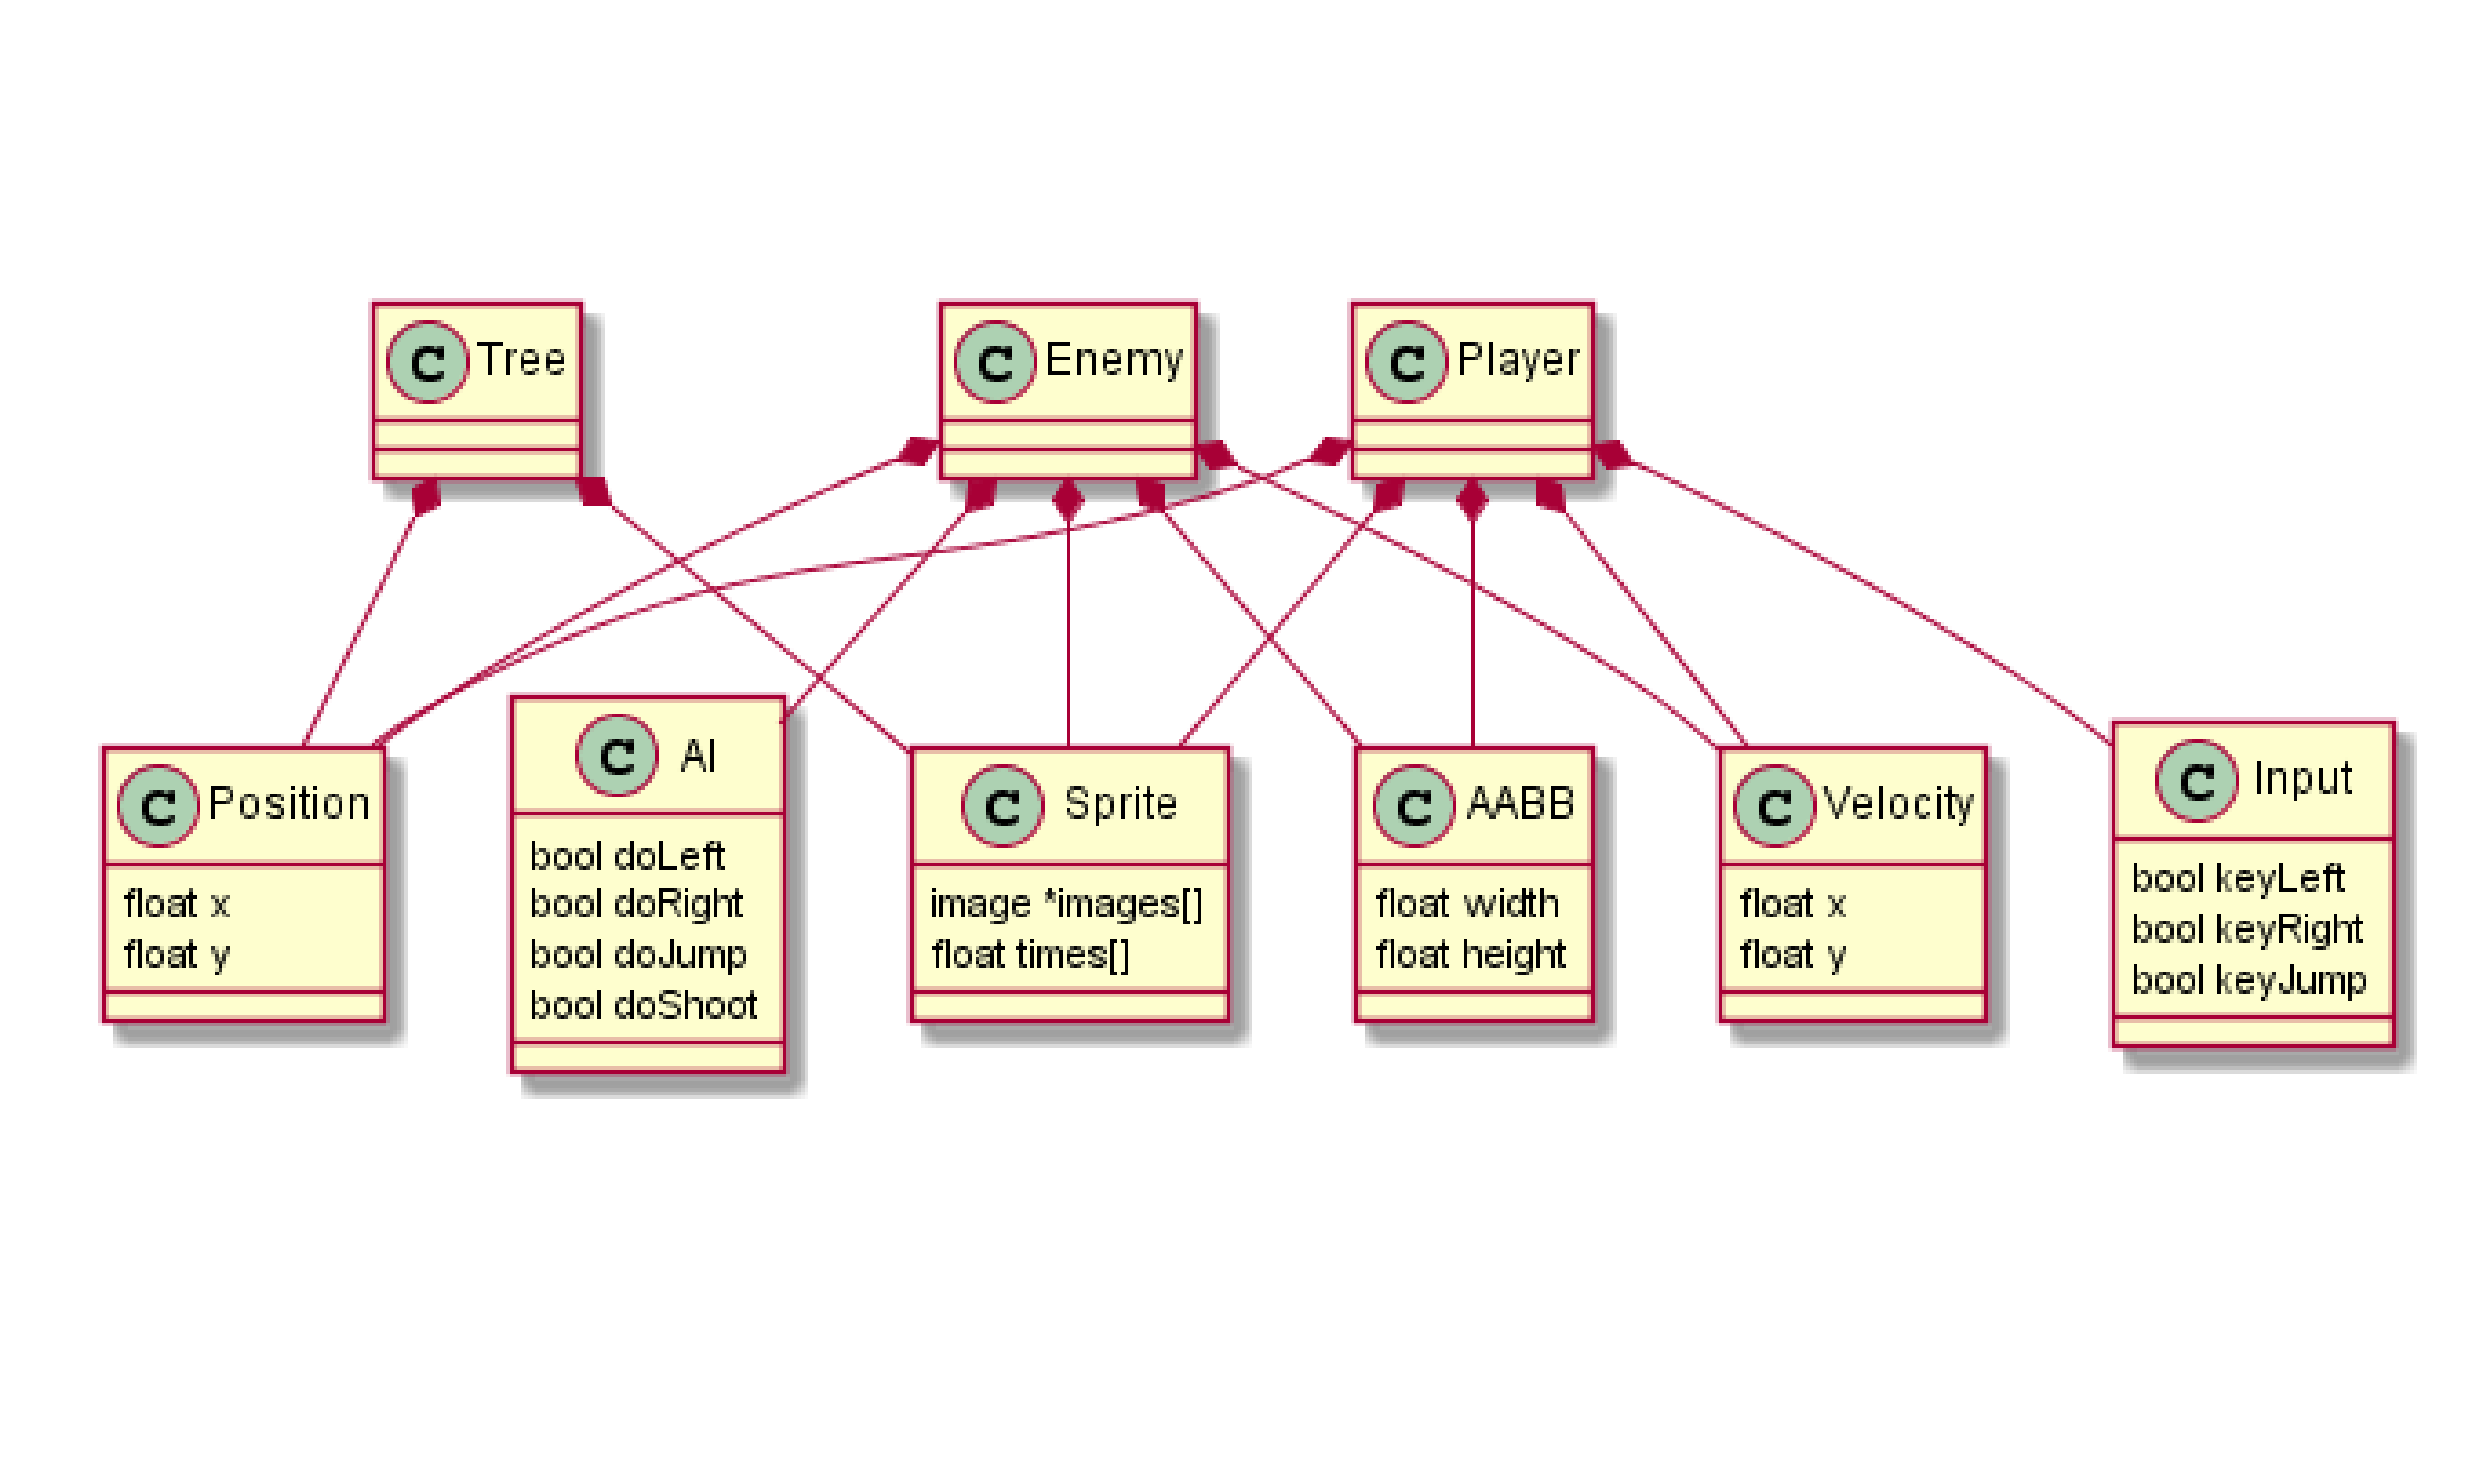 C Tree
C Enemy
C Player
C Position
float x
float y
C AI
bool doLeft
bool doRight
bool doJump
bool doShoot
C Sprite
image *images[]
float times[]
C AABB
float width
float height
C Velocity
float x
float y
C Input
bool keyLeft
bool keyRight
bool keyJump